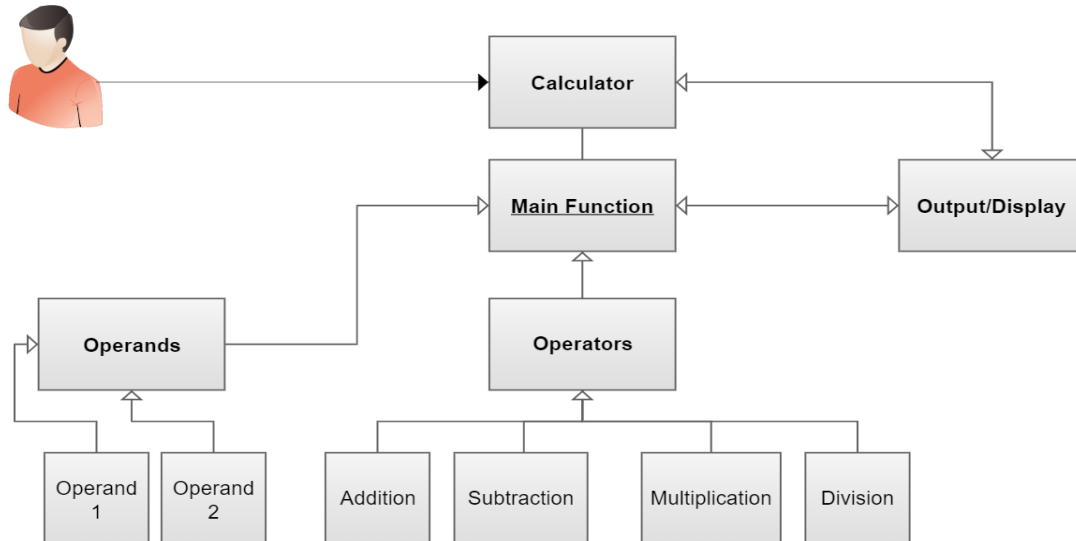 Calculator
Main Function
Output/Display
Operands
Operators
Operand
1
Operand
2
Addition
Subtraction
Multiplication
Division